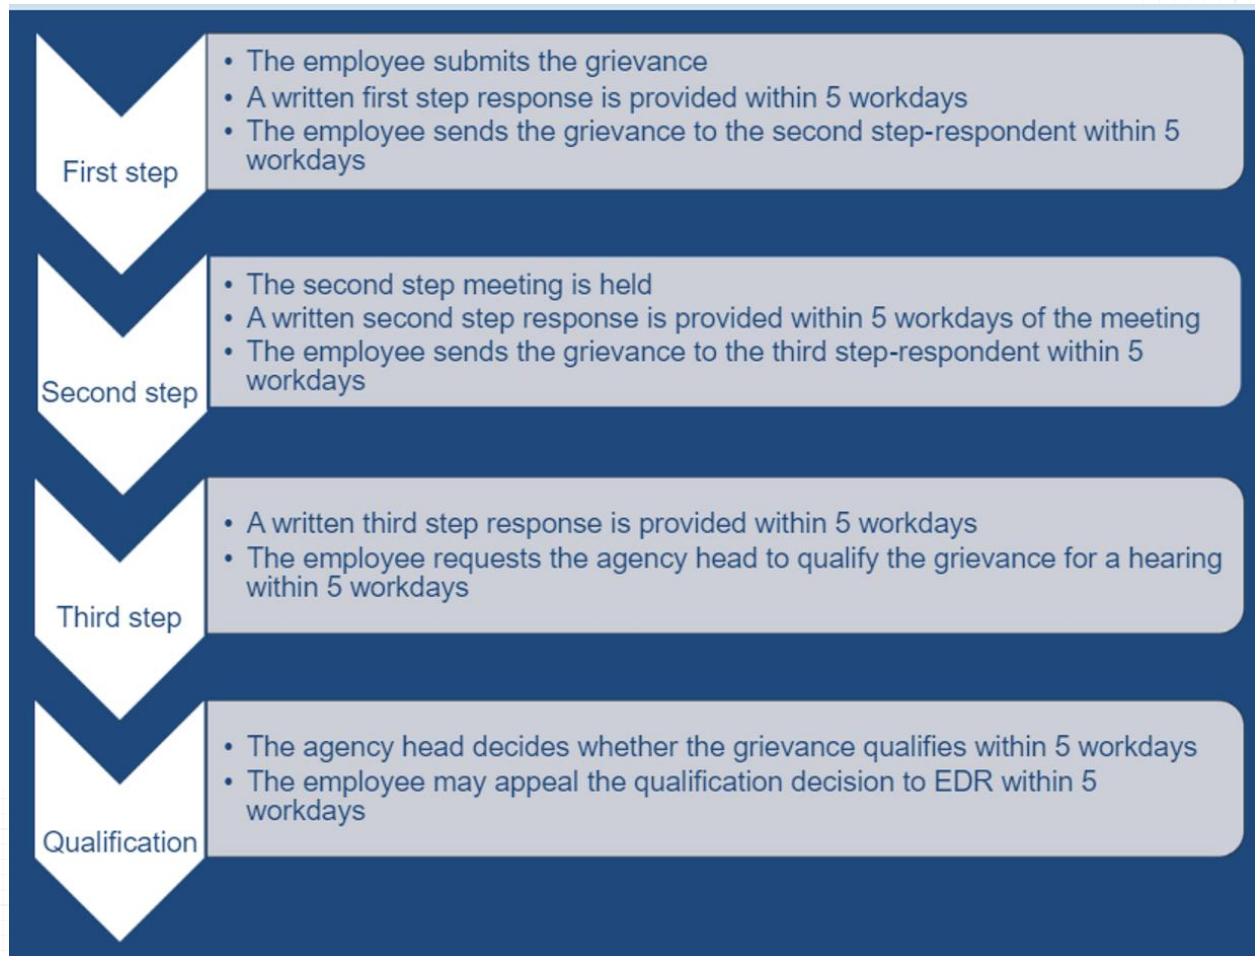 • The employee submits the grievance
• A written first step response is provided within 5 workdays
• The employee sends the grievance to the second step-respondent within 5
workdays
First step
• The second step meeting is held
• A written second step response is provided within 5 workdays of the meeting
• The employee sends the grievance to the third step-respondent within 5
workdays
Second step
• A written third step response is provided within 5 workdays
• The employee requests the agency head to qualify the grievance for a hearing
within 5 workdays
Third step
• The agency head decides whether the grievance qualifies within 5 workdays
• The employee may appeal the qualification decision to EDR within 5
workdays
Qualification